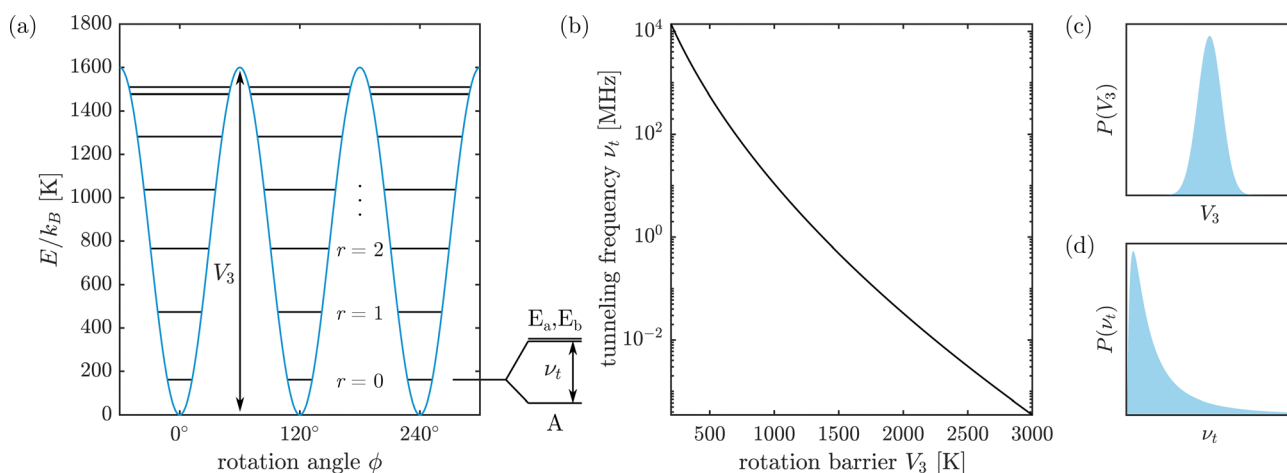 (a)
1800
1600
1400
1200
1000
800
600
400
200
0
E/k_B [K]
V_3
r = 2
r = 1
r = 0
0°
120°
240°
rotation angle ϕ
E_a,E_b
ν_t
A
(b)
10^4
10^2
10^0
10^−2
tunneling frequency ν_t [MHz]
500 1000 1500 2000 2500 3000
rotation barrier V_3 [K]
(c)
P(V_3)
V_3
(d)
P(ν_t)
ν_t